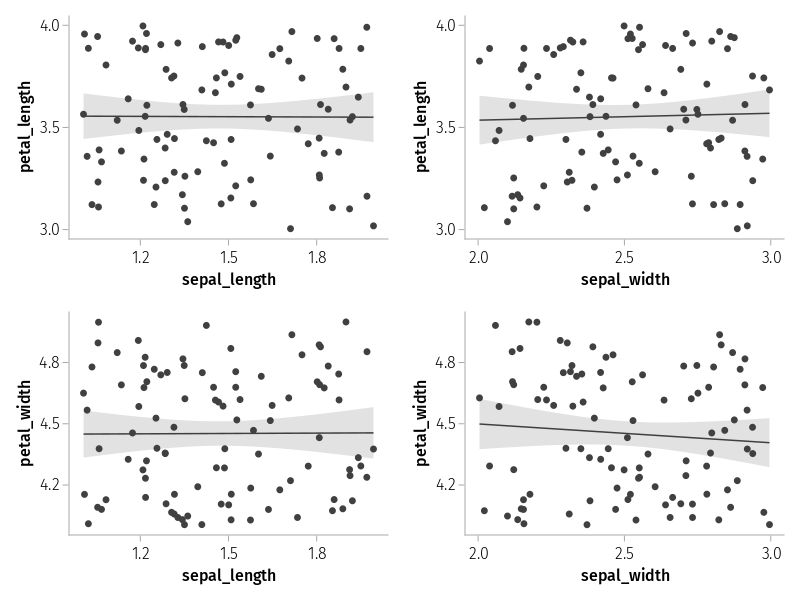 4.0
3.5
3.0
petal_length
1.2 1.5 1.8
sepal_length
4.0
3.5
3.0
petal_length
2.0 2.5 3.0
sepal_width
4.8
4.5
4.2
petal_width
1.2 1.5 1.8
sepal_length
4.8
4.5
4.2
petal_width
2.0 2.5 3.0
sepal_width